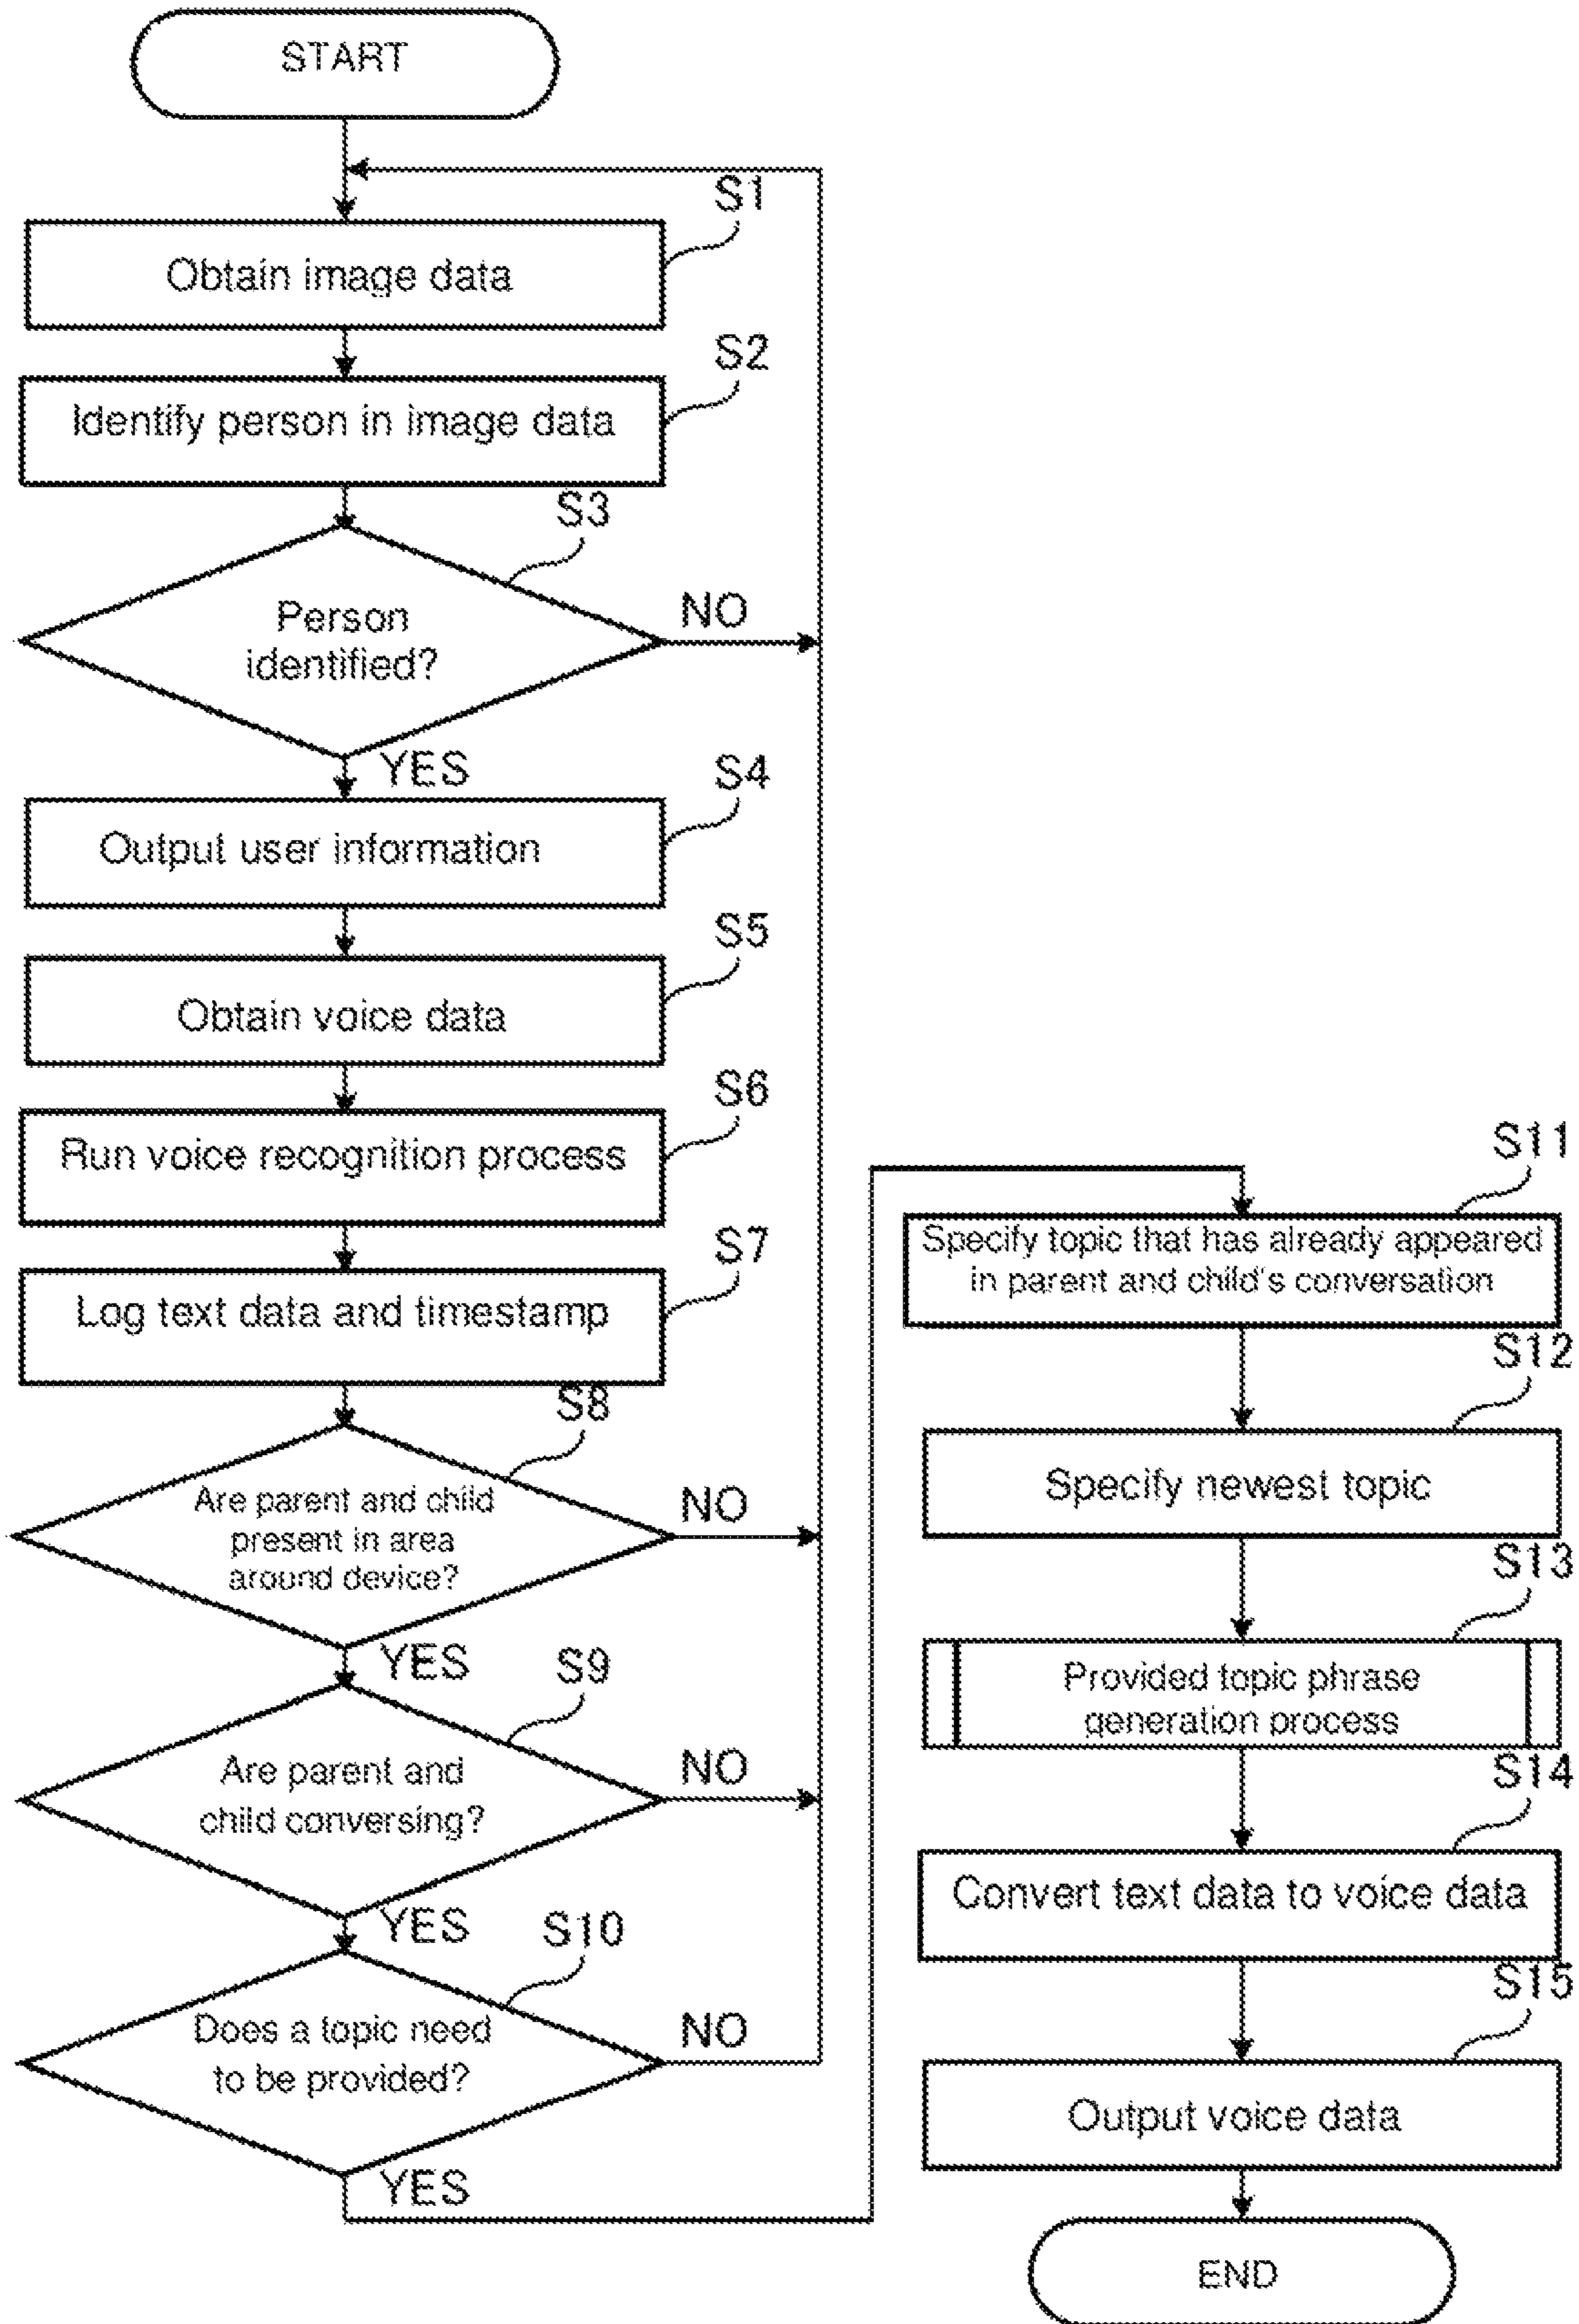 START
S1
Obtain image data
S2
Identify person in image data
S3
Person
identified?
NO
YES
S4
Output user information
S5
Obtain voice data
S6
Run voice recognition process
S7
Log text data and timestamp
S8
Are parent and child
present in area
around device?
NO
YES
S9
Are parent and
child conversing?
NO
YES
S10
Does a topic need
to be provided?
NO
YES
S11
Specify topic that has already appeared
in parent and child's conversation
S12
Specify newest topic
S13
Provided topic phrase
generation process
S14
Convert text data to voice data
S15
Output voice data
END